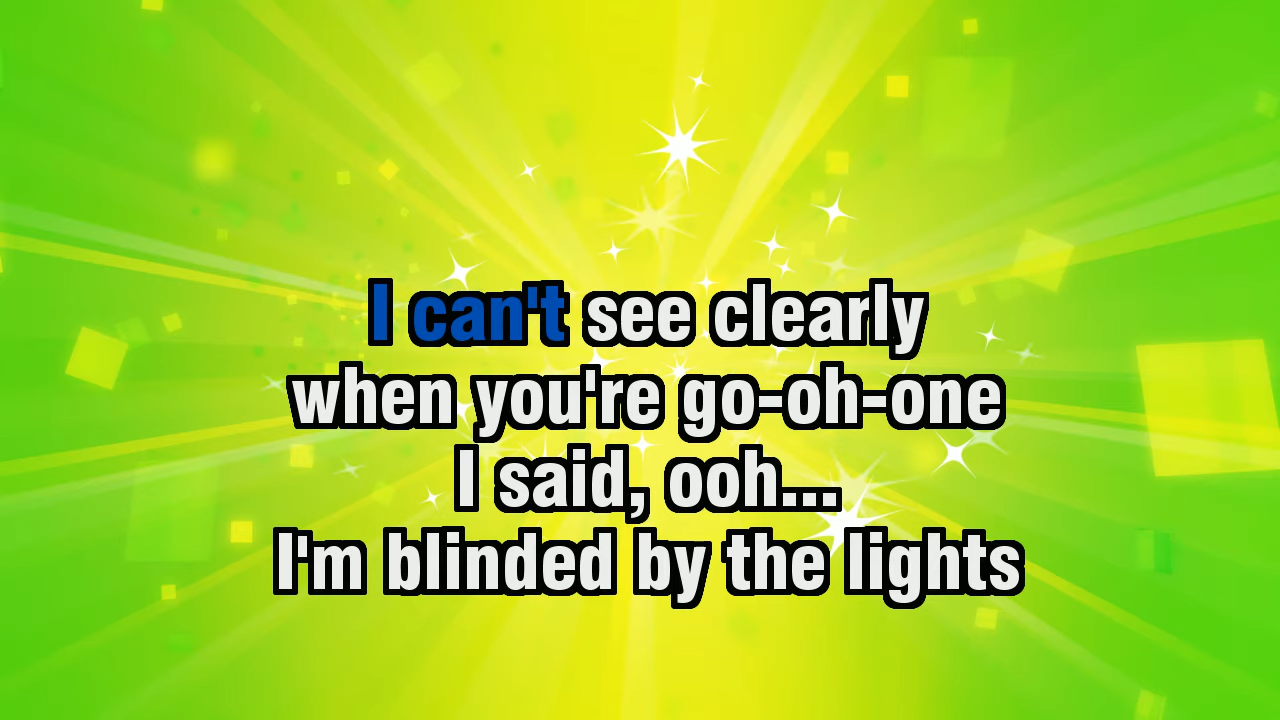 I can't see clearly
when you're go-oh-one
I said, ooh...
I'm blinded by the lights